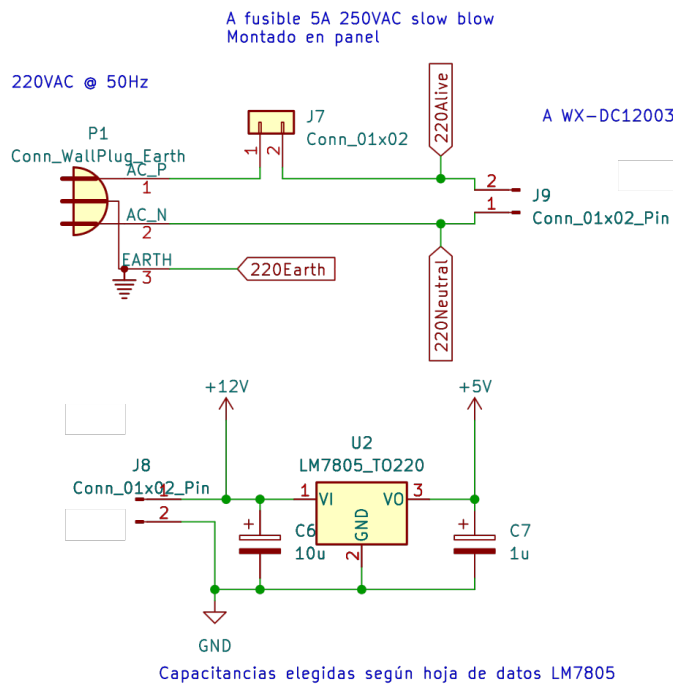 A fusible 5A 250VAC slow blow
Montado en panel
220VAC @ 50Hz
J7
Conn_01x02
1
2
220Alive
A WX-DC12003
P1
Conn_WallPlug_Earth
AC_P
1
AC_N
2
EARTH
3
220Earth
220Neutral
2
1
J9
Conn_01x02_Pin
+12V
+5V
U2
LM7805_TO220
J8
Conn_01x02_Pin
1
2
1
VI
VO
3
GND
2
+
C6
10u
+
C7
1u
GND
Capacitancias elegidas según hoja de datos LM7805